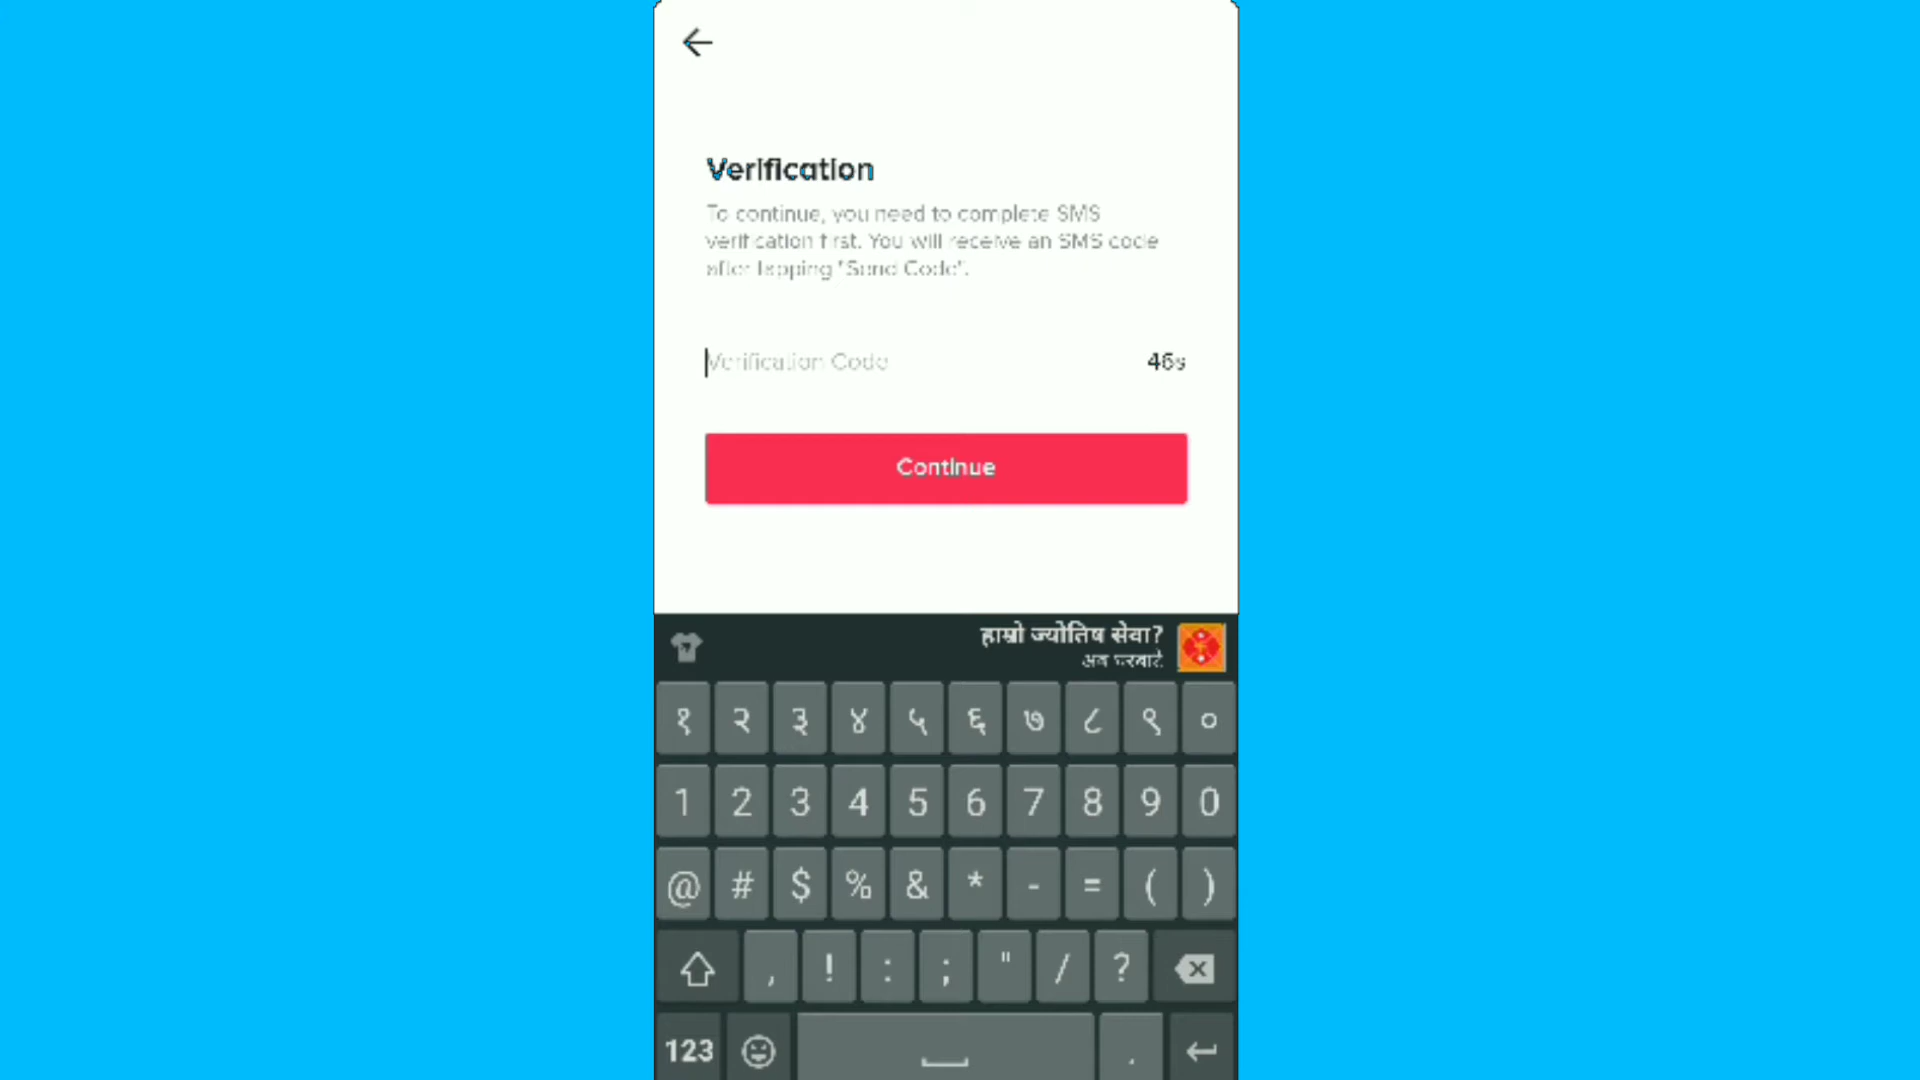 Verification
To continue, you need to complete SMS
verification first. You will receive an SMS code
after tapping "Send Code".
Verification Code 46s
Continue
हाम्रो ज्योतिष सेवा?
अब घरबाटै
१ २ ३ ४ ५ ६ ७ ८ ९ ०
1 2 3 4 5 6 7 8 9 0
@ # $ % & * - = ( )
, ! : ; " / ?
123 .